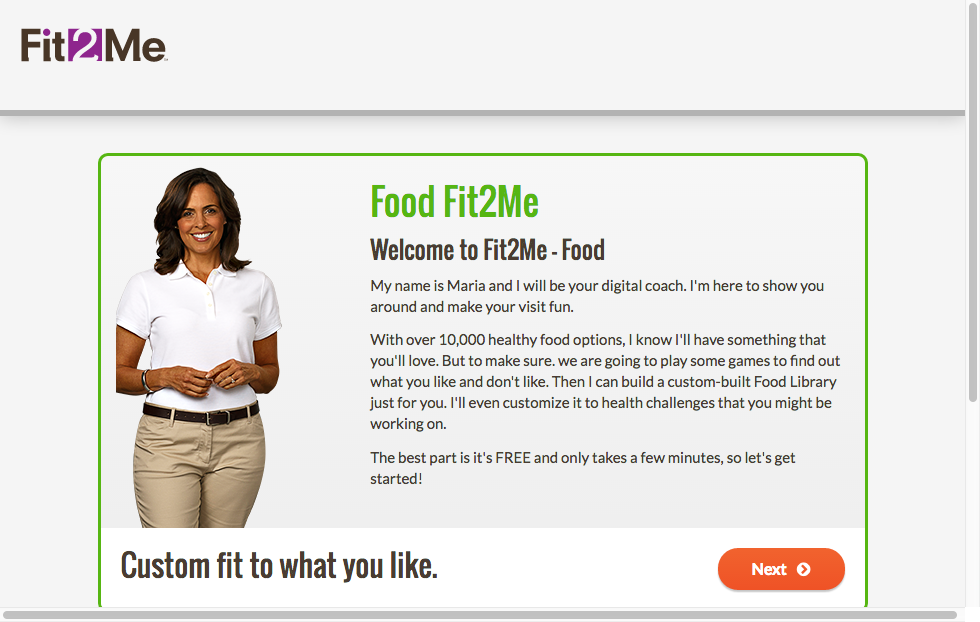 Fit2Me
Food Fit2Me
Welcome to Fit2Me - Food
My name is Maria and I will be your digital coach. I'm here to show you
around and make your visit fun.
With over 10,000 healthy food options, I know I'll have something that
you'll love. But to make sure. we are going to play some games to find out
what you like and don't like. Then I can build a custom-built Food Library
just for you. I'll even customize it to health challenges that you might be
working on.
The best part is it's FREE and only takes a few minutes, so let's get
started!
Custom fit to what you like.
Next